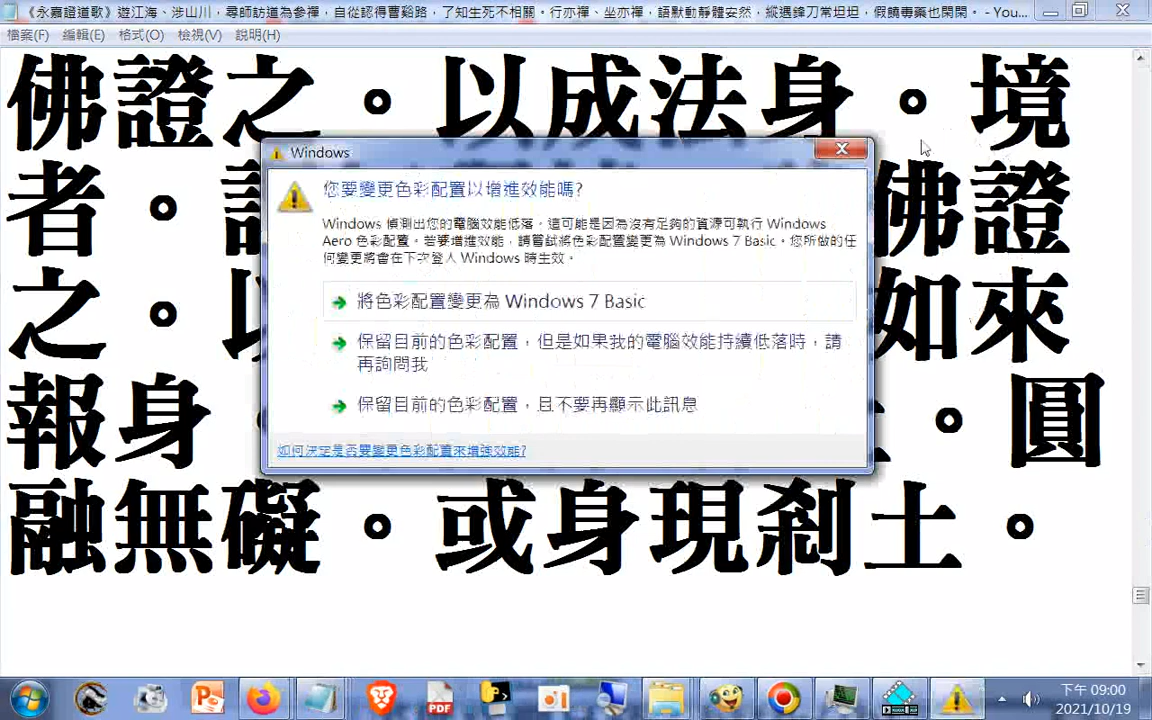 《永嘉證道歌》遊江海、涉山川，尋師訪道為參禪，自從認得曹谿路，了知生死不相關。行亦禪、坐亦禪，語默動靜體安然，縱遇鋒刀常坦坦，假饒毒藥也閒閒。 - You...
檔案(F) 編輯(E) 格式(O) 檢視(V) 說明(H)
佛證之。以成法身。境
Windows
您要變更色彩配置以增進效能嗎?
者。 佛證
Windows 偵測出您的電腦效能低落，這可能是因為沒有足夠的資源可執行 Windows
Aero 色彩配置。若要增進效能，請嘗試將色彩配置變更為 Windows 7 Basic。您所做的任
何變更將會在下次登入 Windows 時生效。
將色彩配置變更為 Windows 7 Basic
之。 如來
保留目前的色彩配置，但是如果我的電腦效能持續低落時，請
再詢問我
保留目前的色彩配置，且不要再顯示此訊息
報身 。圓
如何決定是否要變更色彩配置來增強效能?
融無礙。或身現剎土。
PDF
下午 09:00
2021/10/19